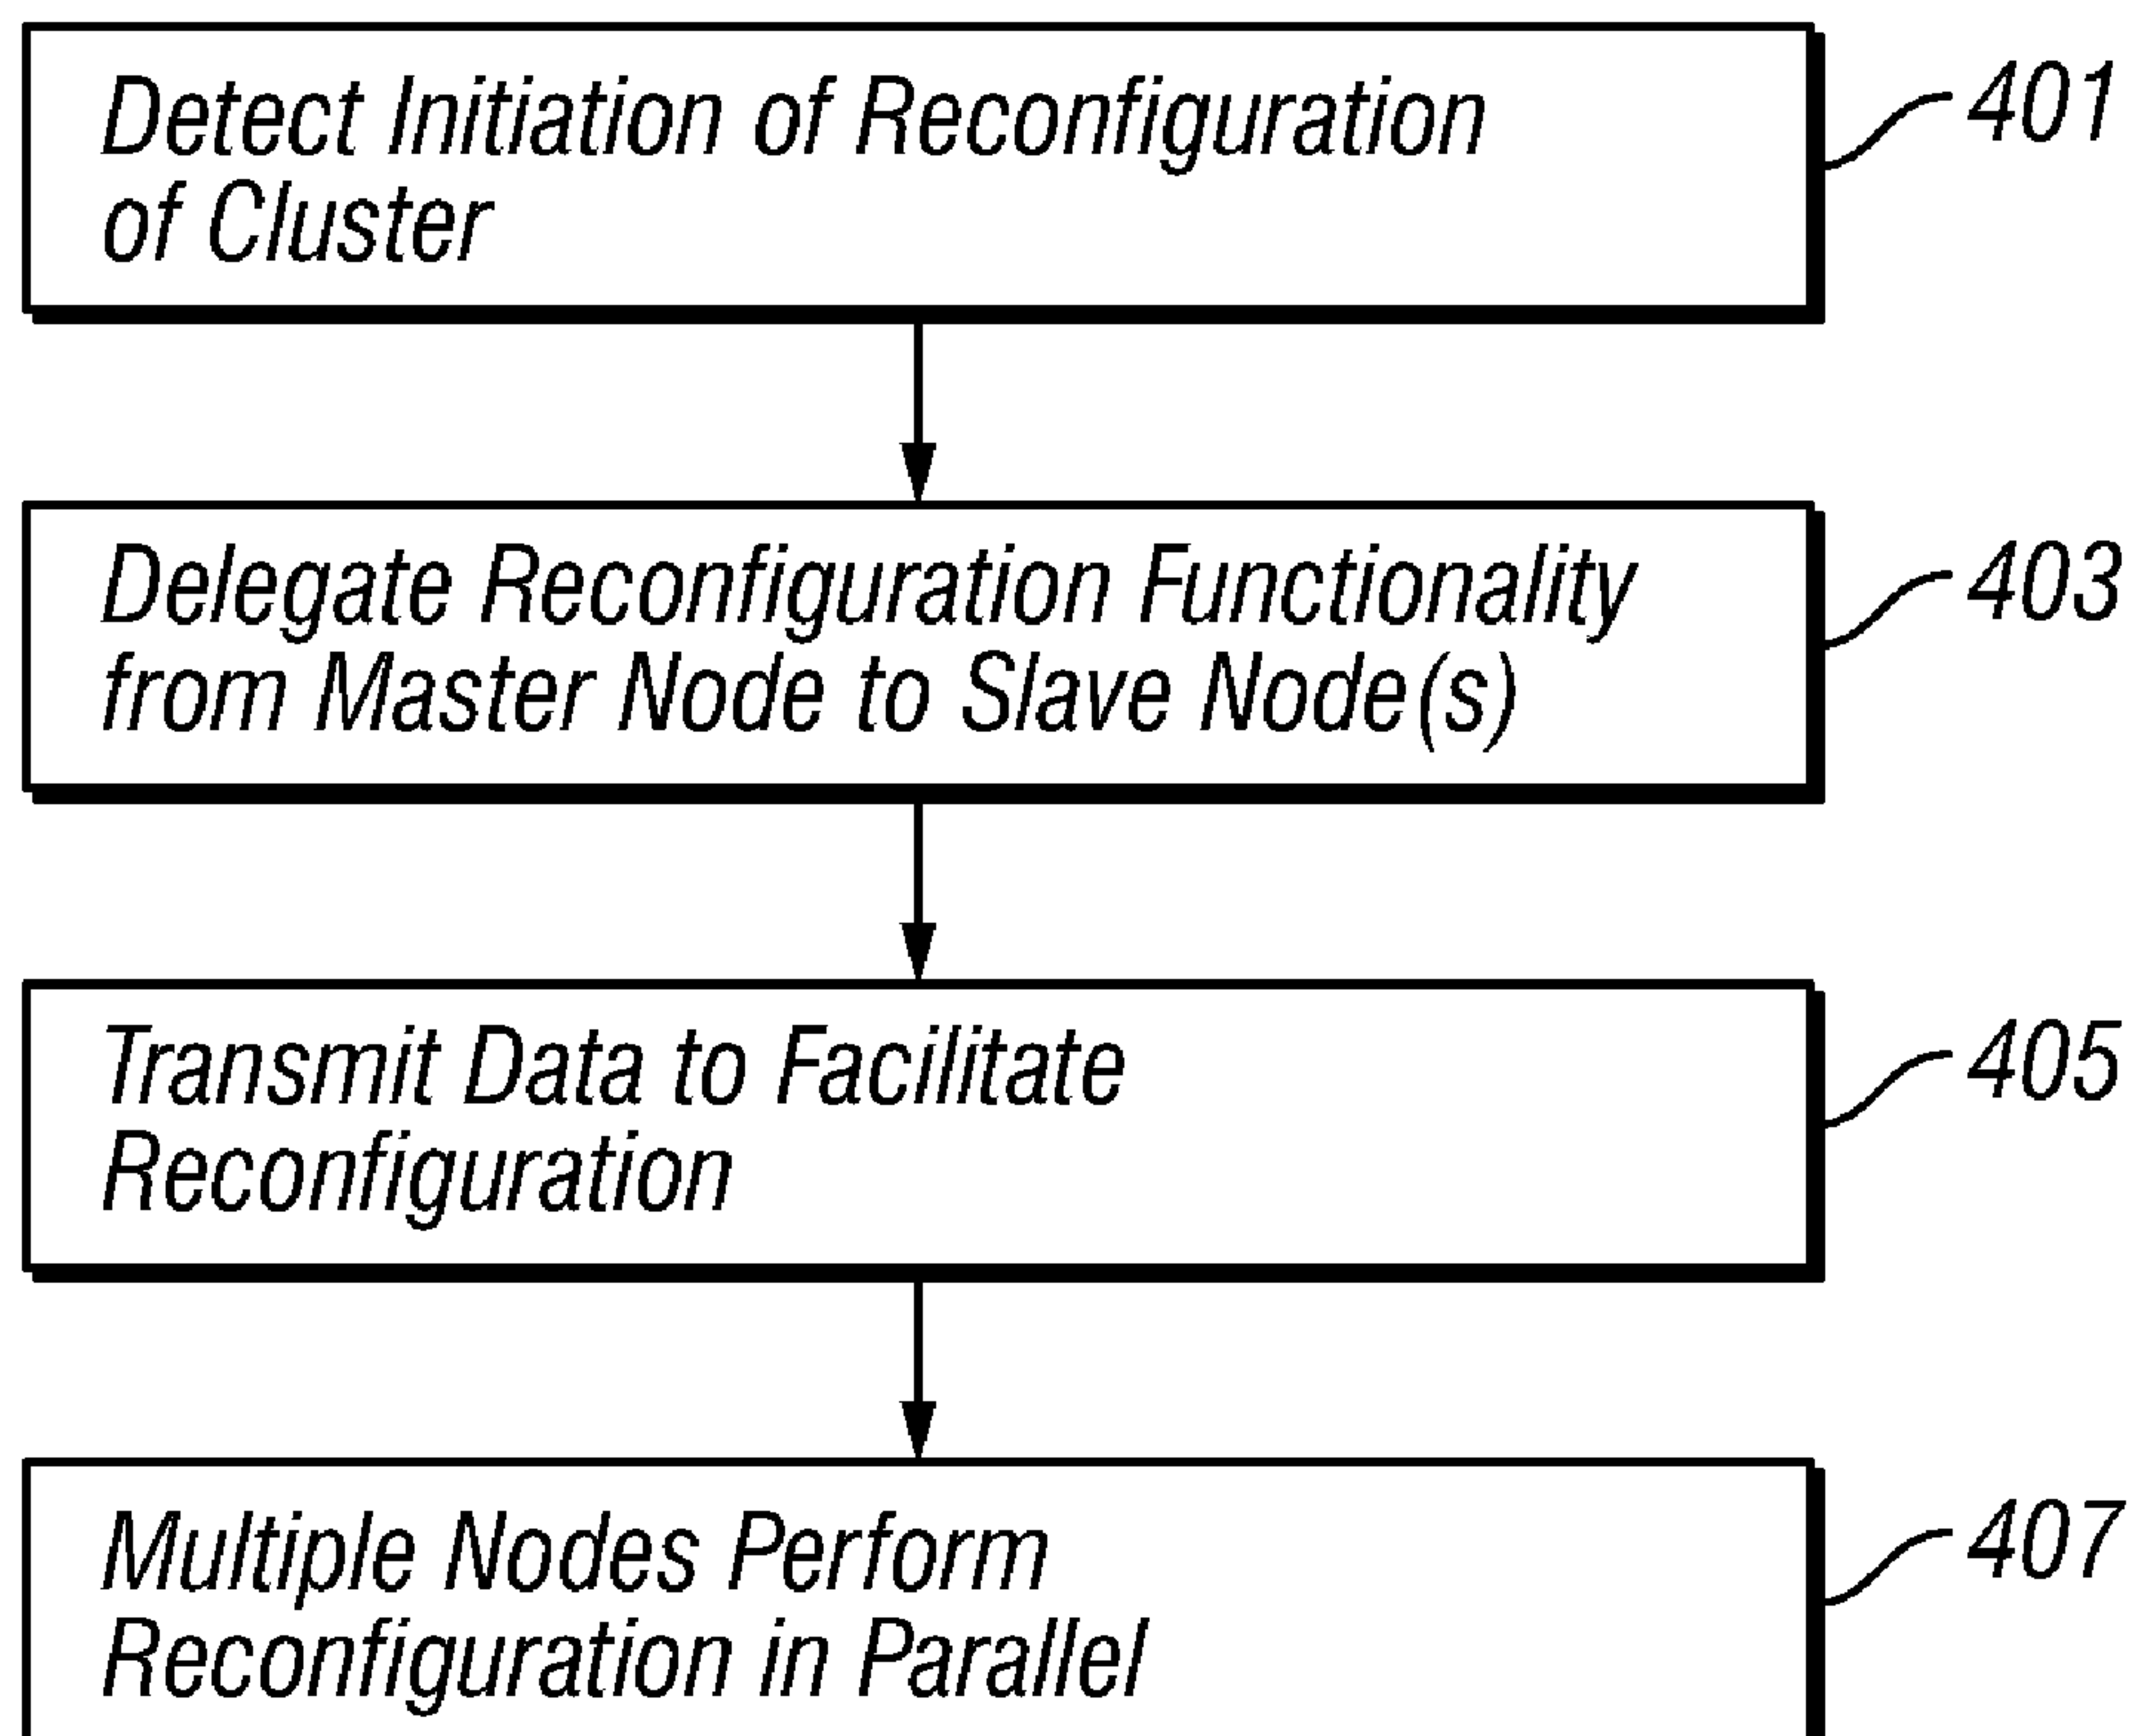 Detect Initiation of Reconfiguration
of Cluster
401
Delegate Reconfiguration Functionality
from Master Node to Slave Node(s)
403
Transmit Data to Facilitate
Reconfiguration
405
Multiple Nodes Perform
Reconfiguration in Parallel
407